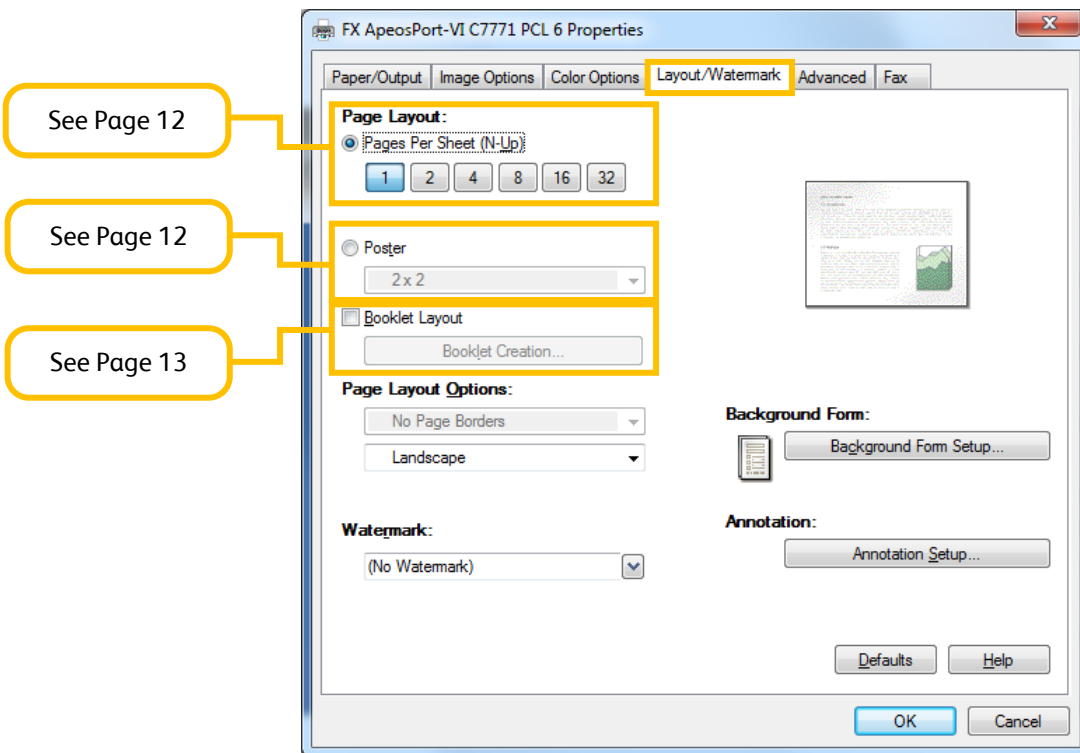 FX ApeosPort-VI C7771 PCL 6 Properties
Paper/Output Image Options Color Options Layout/Watermark Advanced Fax
See Page 12
Page Layout:
Pages Per Sheet (N-Up)
1 2 4 8 16 32
See Page 12
Poster
2 x 2
See Page 13
Booklet Layout
Booklet Creation...
Page Layout Options:
No Page Borders
Landscape
Background Form:
Background Form Setup...
Watermark:
(No Watermark)
Annotation:
Annotation Setup...
Defaults Help
OK Cancel